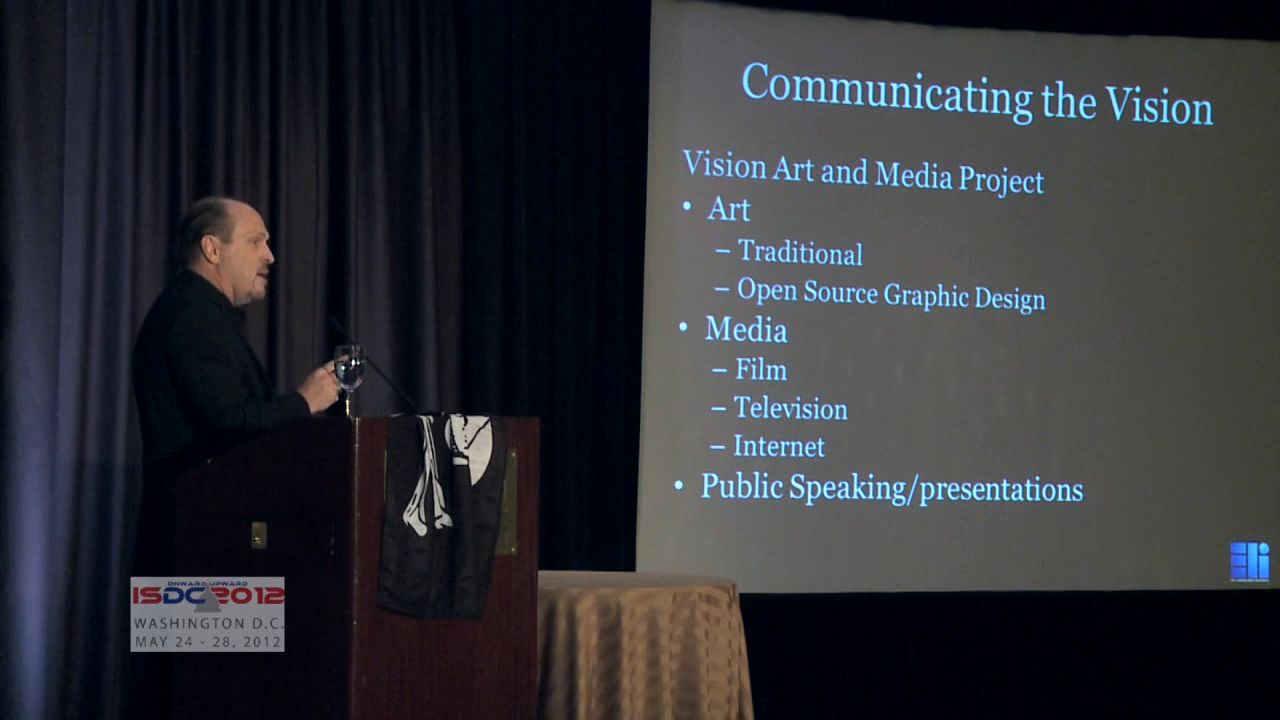 Communicating the Vision
Vision Art and Media Project
• Art
– Traditional
– Open Source Graphic Design
• Media
– Film
– Television
– Internet
• Public Speaking/presentations
ELi
ONWARD.UPWARD
ISDC2012
WASHINGTON D.C.
MAY 24 - 28, 2012